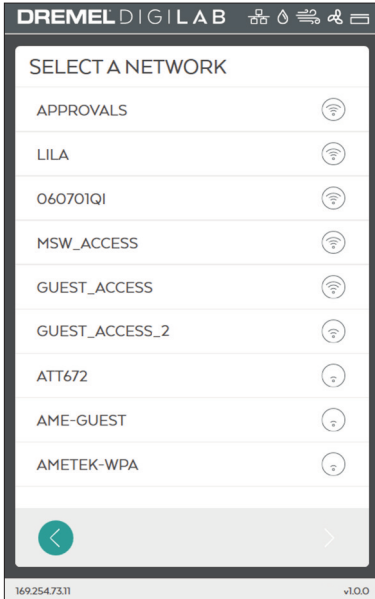 DREMEL DIGILAB
SELECT A NETWORK
APPROVALS
LILA
060701QI
MSW_ACCESS
GUEST_ACCESS
GUEST_ACCESS_2
ATT672
AME-GUEST
AMETEK-WPA
169.254.73.11 v1.0.0